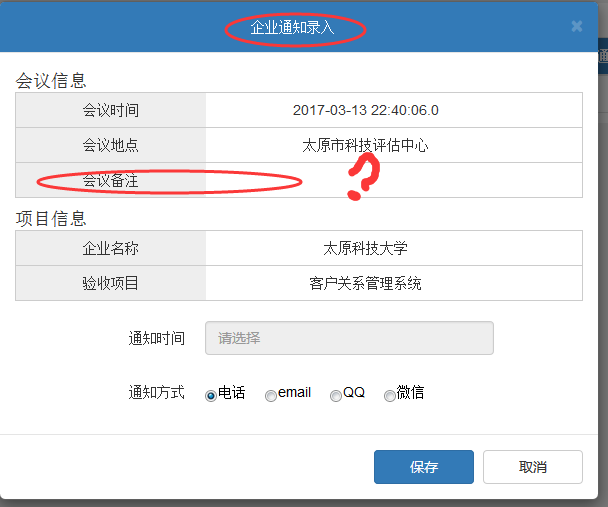 企业通知录入 ×
通
会议信息
会议时间 2017-03-13 22:40:06.0
会议地点 太原市科技评估中心
会议备注 ?
项目信息
企业名称 太原科技大学
验收项目 客户关系管理系统
通知时间 请选择
通知方式 电话 email QQ 微信
保存 取消